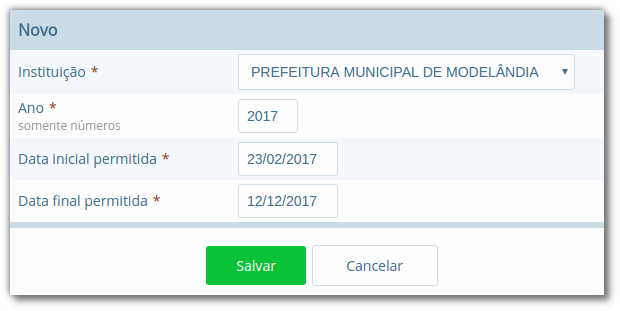 Novo
Instituição * PREFEITURA MUNICIPAL DE MODELÂNDIA
Ano * 2017
somente números
Data inicial permitida * 23/02/2017
Data final permitida * 12/12/2017
Salvar Cancelar